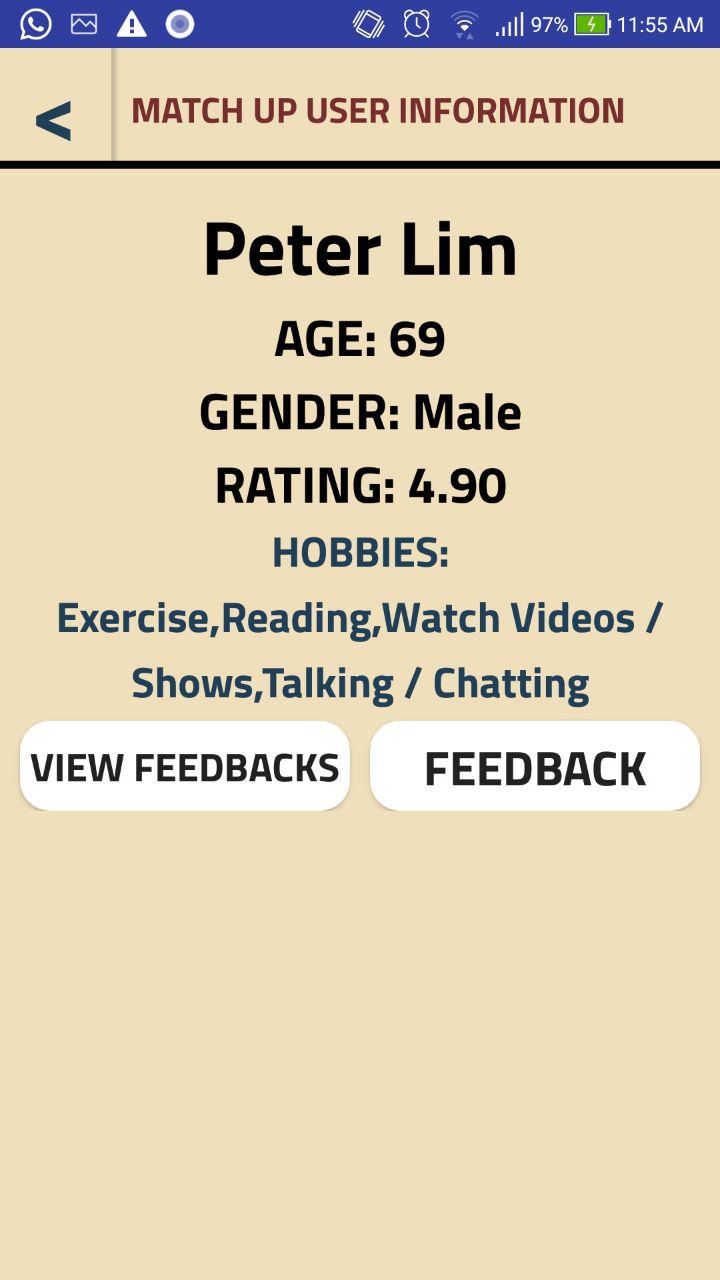 97% 11:55 AM
< MATCH UP USER INFORMATION
Peter Lim
AGE: 69
GENDER: Male
RATING: 4.90
HOBBIES:
Exercise,Reading,Watch Videos /
Shows,Talking / Chatting
VIEW FEEDBACKS FEEDBACK